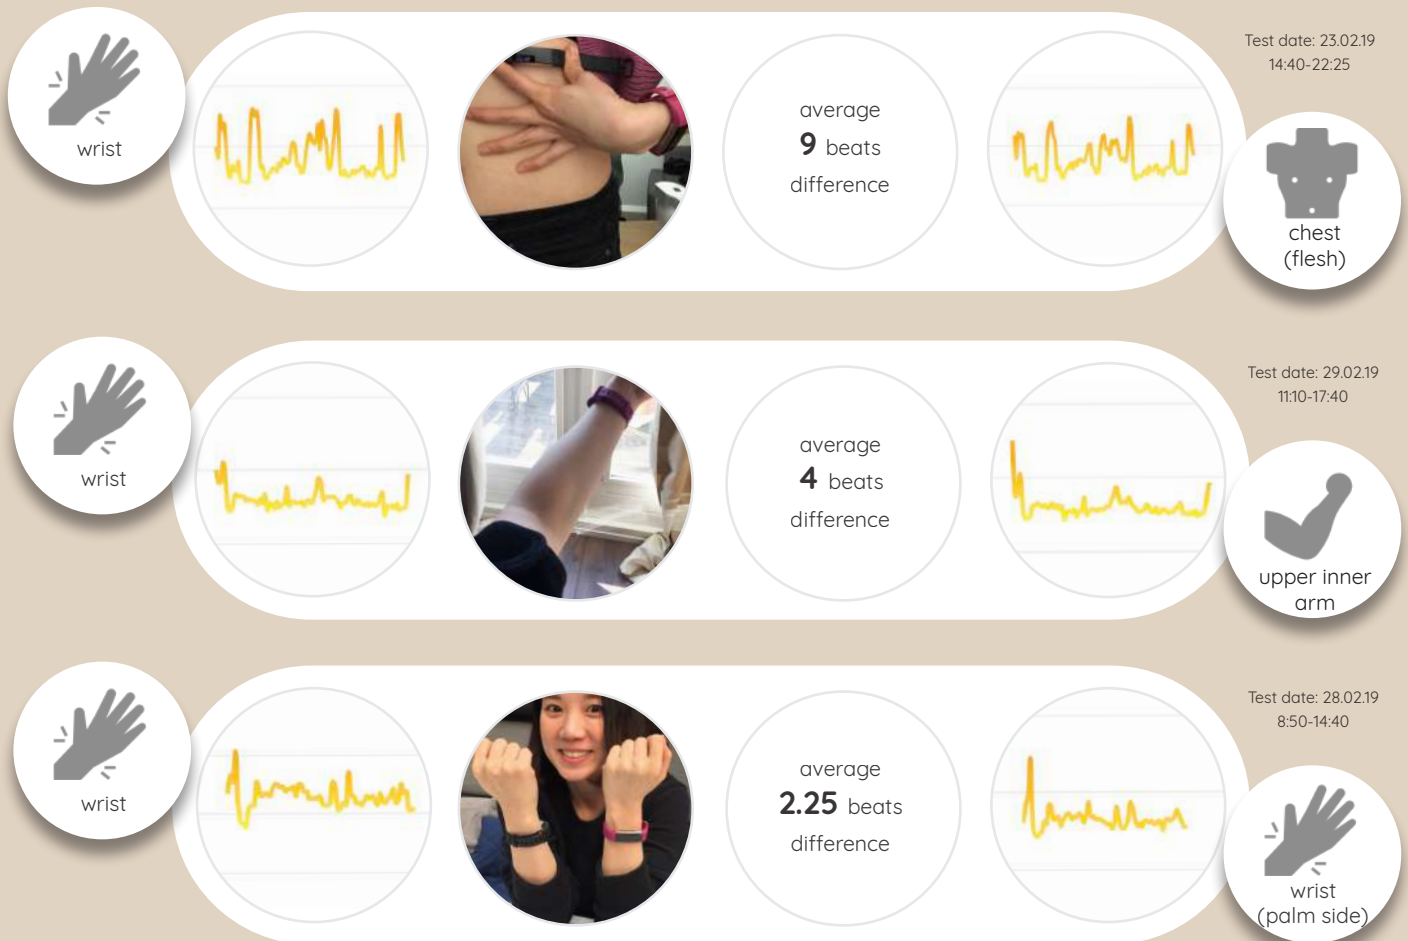 wrist
average
9 beats
difference
Test date: 23.02.19
14:40-22:25
chest
(flesh)
wrist
average
4 beats
difference
Test date: 29.02.19
11:10-17:40
upper inner
arm
wrist
average
2.25 beats
difference
Test date: 28.02.19
8:50-14:40
wrist
(palm side)